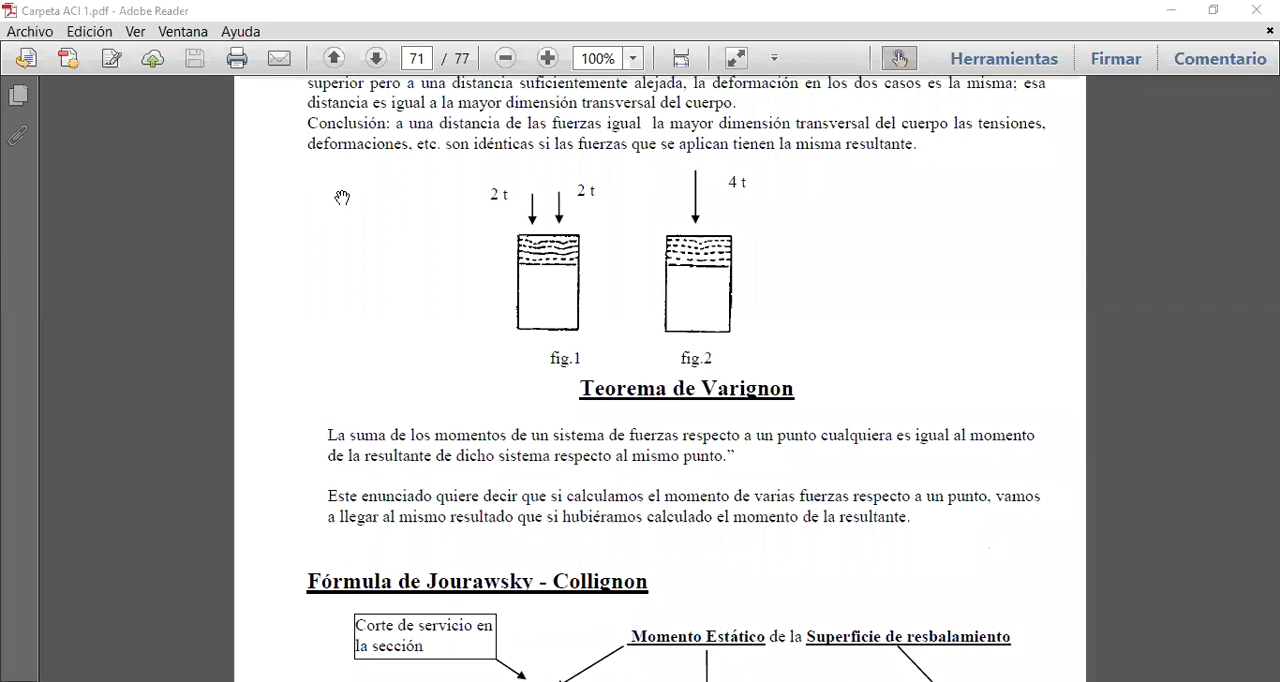 Carpeta ACI 1.pdf - Adobe Reader
Archivo Edición Ver Ventana Ayuda
71 / 77 100% Herramientas Firmar Comentario
superior pero a una distancia suficientemente alejada, la deformación en los dos casos es la misma; esa
distancia es igual a la mayor dimensión transversal del cuerpo.
Conclusión: a una distancia de las fuerzas igual la mayor dimensión transversal del cuerpo las tensiones,
deformaciones, etc. son idénticas si las fuerzas que se aplican tienen la misma resultante.
2 t 2 t 4 t
fig.1 fig.2
Teorema de Varignon
La suma de los momentos de un sistema de fuerzas respecto a un punto cualquiera es igual al momento
de la resultante de dicho sistema respecto al mismo punto.”
Este enunciado quiere decir que si calculamos el momento de varias fuerzas respecto a un punto, vamos
a llegar al mismo resultado que si hubiéramos calculado el momento de la resultante.
Fórmula de Jourawsky - Collignon
Corte de servicio en
la sección
Momento Estático de la Superficie de resbalamiento